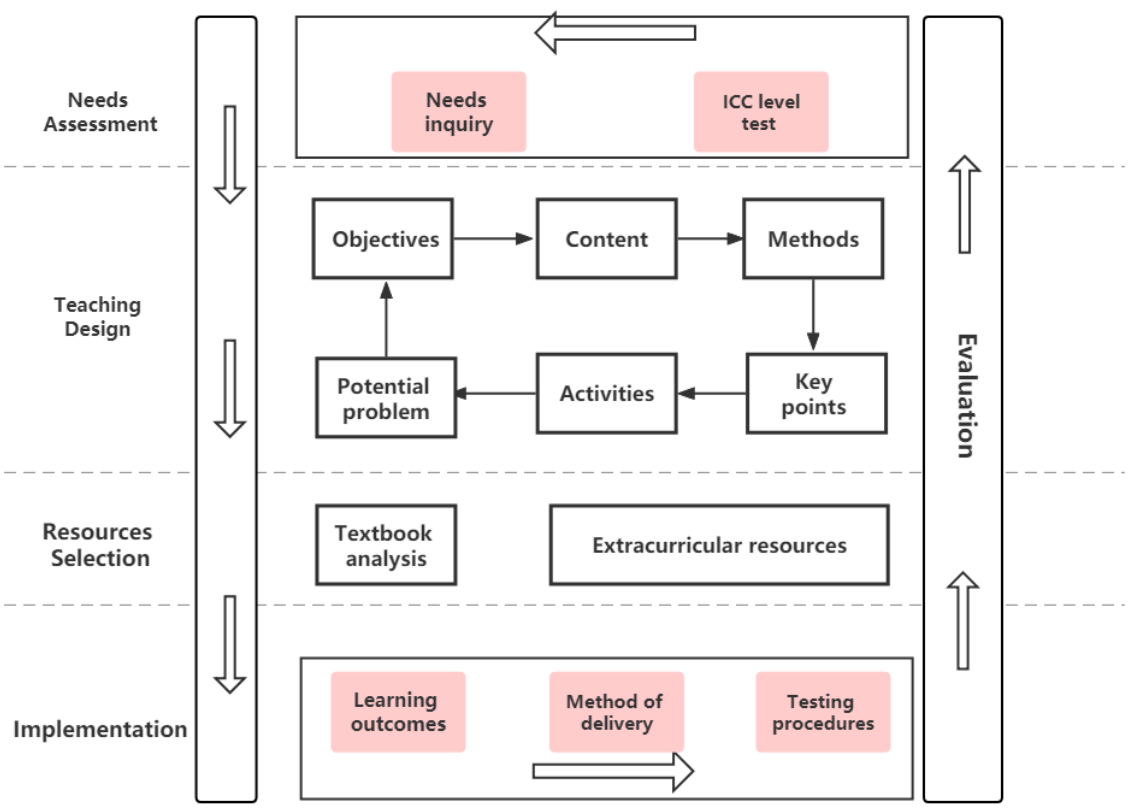 Needs
Assessment
Needs
inquiry
ICC level
test
Teaching
Design
Objectives
Content
Methods
Potential
problem
Activities
Key
points
Evaluation
Resources
Selection
Textbook
analysis
Extracurricular resources
Implementation
Learning
outcomes
Method of
delivery
Testing
procedures